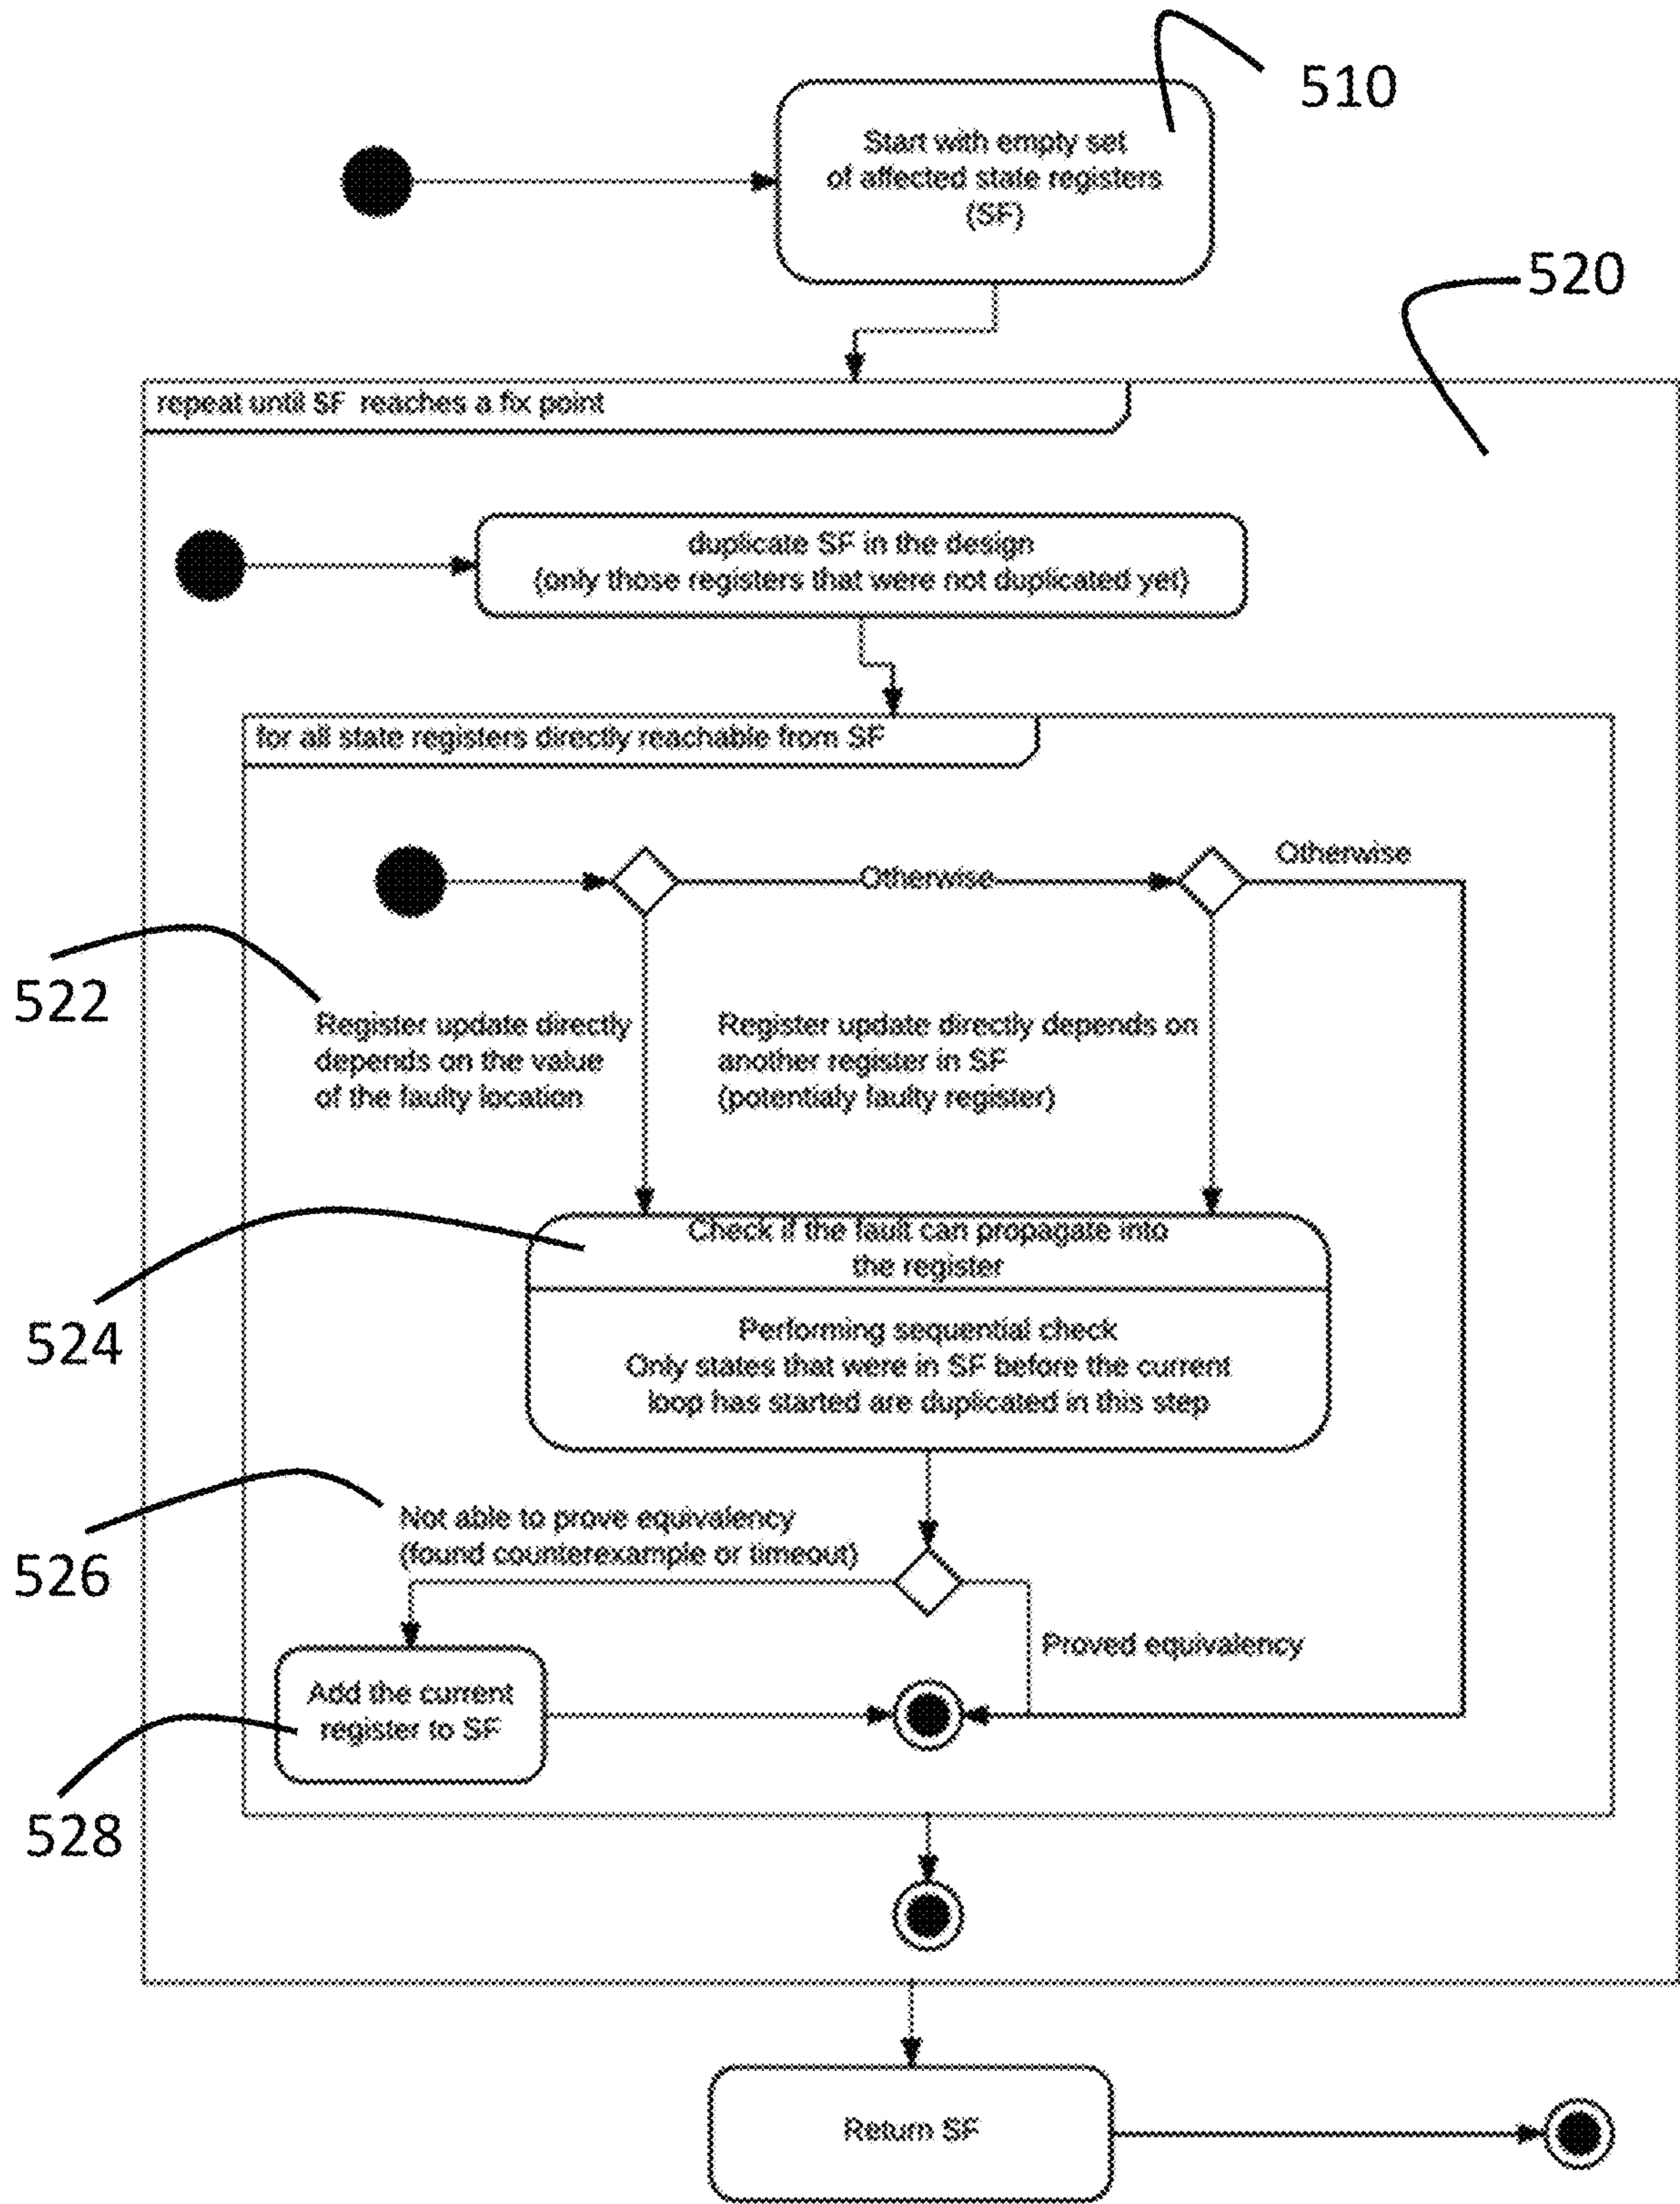 510
Start with empty set
of affected state registers
(SF)
520
repeat until SF reaches a fix point
duplicate SF in the design
(only those registers that were not duplicated yet)
for all state registers directly reachable from SF
Otherwise
Otherwise
522
Register update directly
depends on the value
of the faulty location
Register update directly depends on
another register in SF
(potentialy faulty register)
524
Check if the fault can propagate into
the register
Performing sequential check
Only states that were in SF before the current
loop has started are duplicated in this step
526
Not able to prove equivalency
(found counterexample or timeout)
Proved equivalency
528
Add the current
register to SF
Return SF